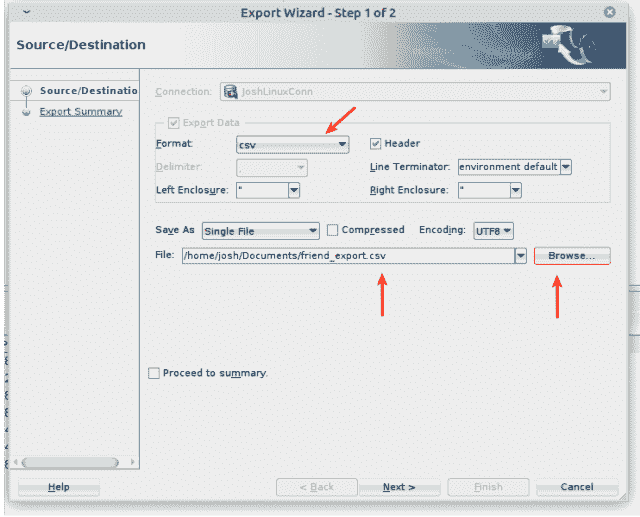 Export Wizard - Step 1 of 2
Source/Destination
Source/Destinatio
Export Summary
Connection: JoshLinuxConn
Export Data
Format: csv Header
Delimiter: , Line Terminator: environment default
Left Enclosure: " Right Enclosure: "
Save As Single File Compressed Encoding: UTF8
File: /home/josh/Documents/friend_export.csv Browse...
Proceed to summary.
Help < Back Next > Finish Cancel